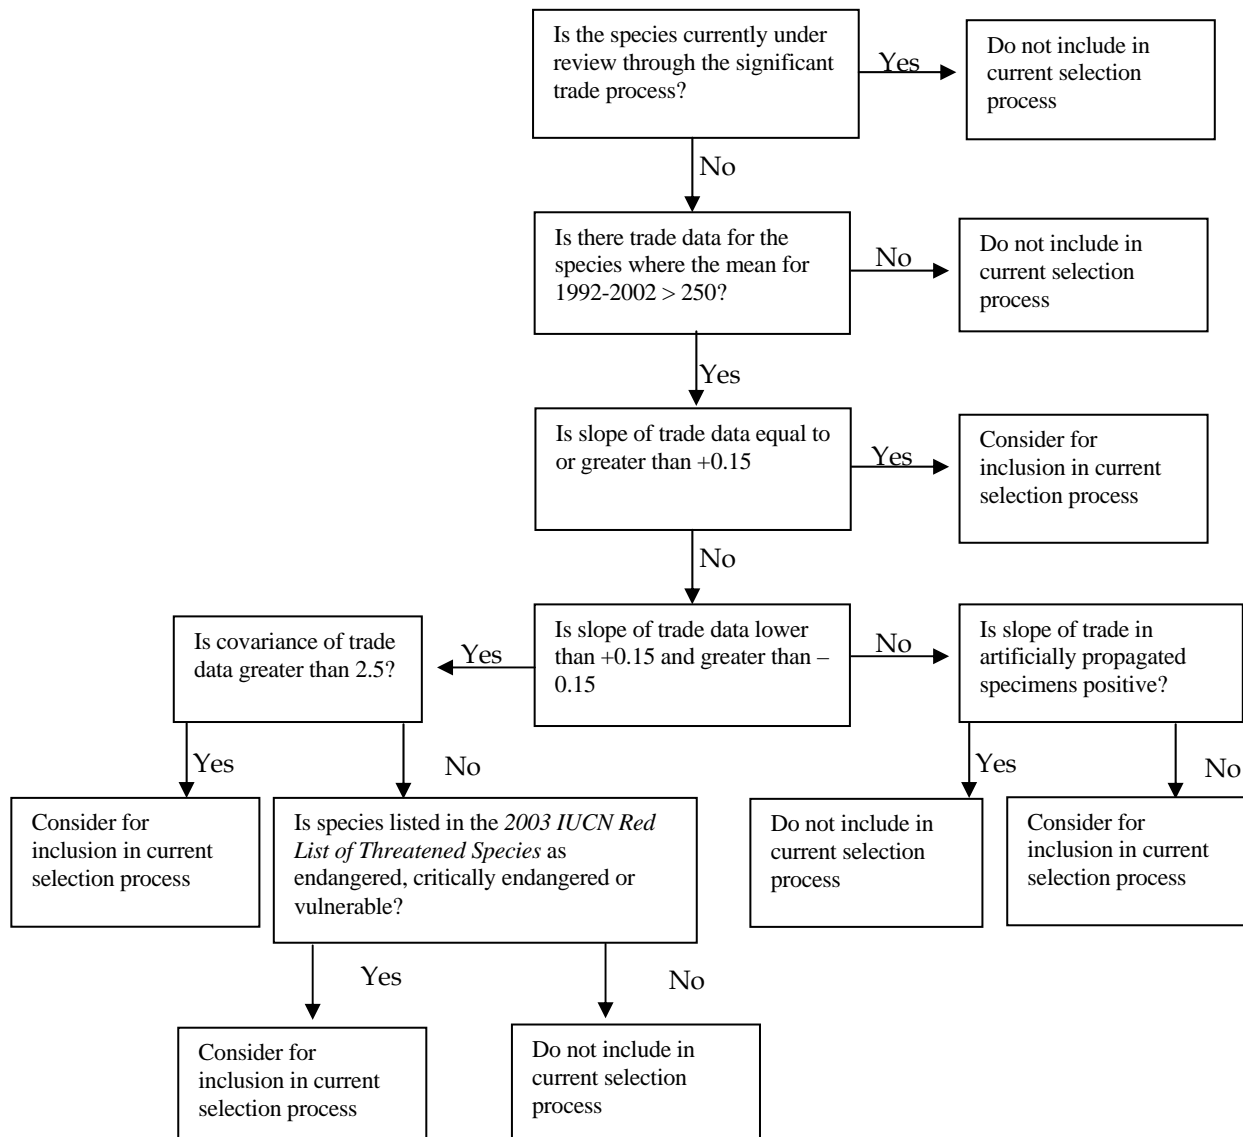 Is the species currently under
review through the significant
trade process?
Yes
Do not include in
current selection
process
No
Is there trade data for the
species where the mean for
1992-2002 > 250?
No
Do not include in
current selection
process
Yes
Is slope of trade data equal to
or greater than +0.15
Yes
Consider for
inclusion in current
selection process
No
Is covariance of trade
data greater than 2.5?
Yes
Is slope of trade data lower
than +0.15 and greater than –
0.15
No
Is slope of trade in
artificially propagated
specimens positive?
Yes
No
Yes
No
Consider for
inclusion in current
selection process
Is species listed in the 2003 IUCN Red
List of Threatened Species as
endangered, critically endangered or
vulnerable?
Do not include in
current selection
process
Consider for
inclusion in current
selection process
Yes
No
Consider for
inclusion in current
selection process
Do not include in
current selection
process